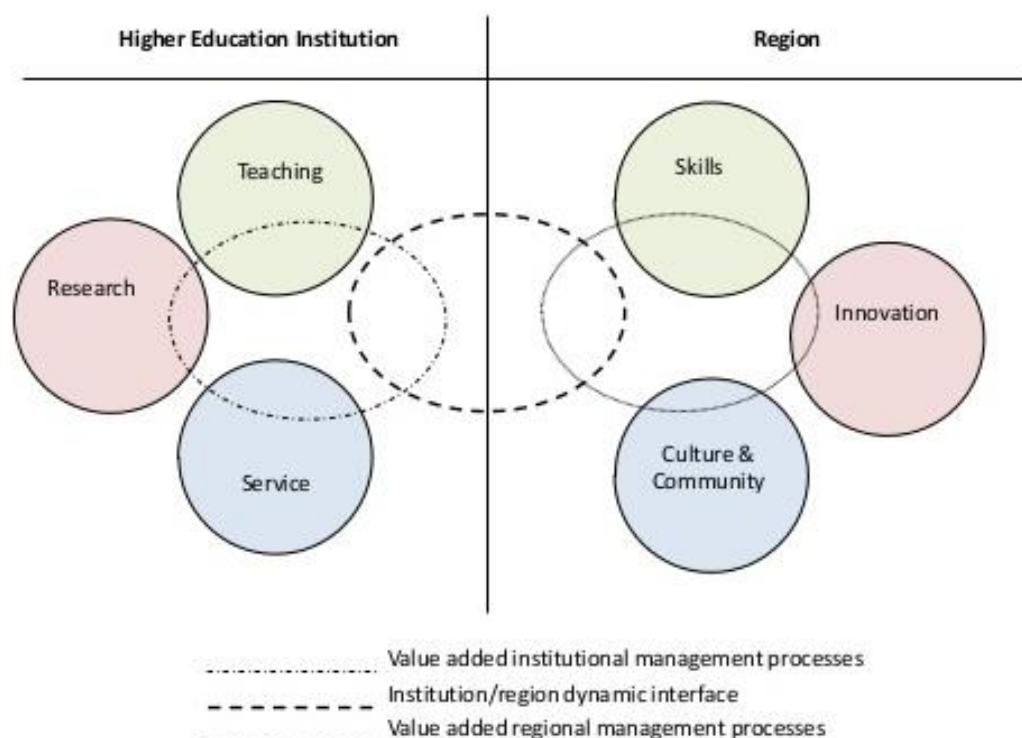 Higher Education Institution
Region
Teaching
Skills
Research
Innovation
Service
Culture &
Community
Value added institutional management processes
Institution/region dynamic interface
Value added regional management processes